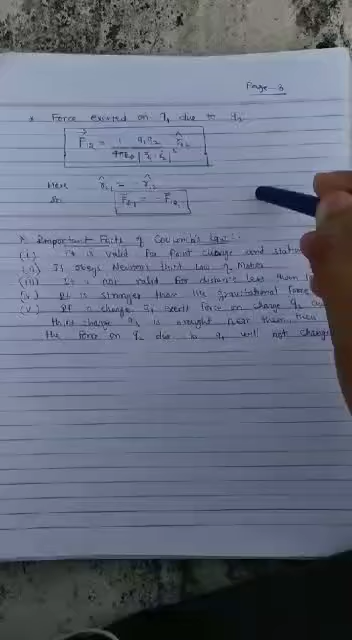 Page 3
* Force exerted on q1 due to q2
F12 = 1/4πε0 q1q2/|r1-r2|² r̂12
Here r̂21 = r̂12
So F21 = -F12
* Important Facts of Coulomb's law:-
(i) It is valid for Point charge and static
(ii) It obeys Newton's third law of Motion
(iii) It is not valid for distance less than
(iv) It is stronger than the gravitational force
(v) If a charge q1 exert force on charge q2 and
third charge q3 is brought near them, then
the force on q2 due to q1 will not change